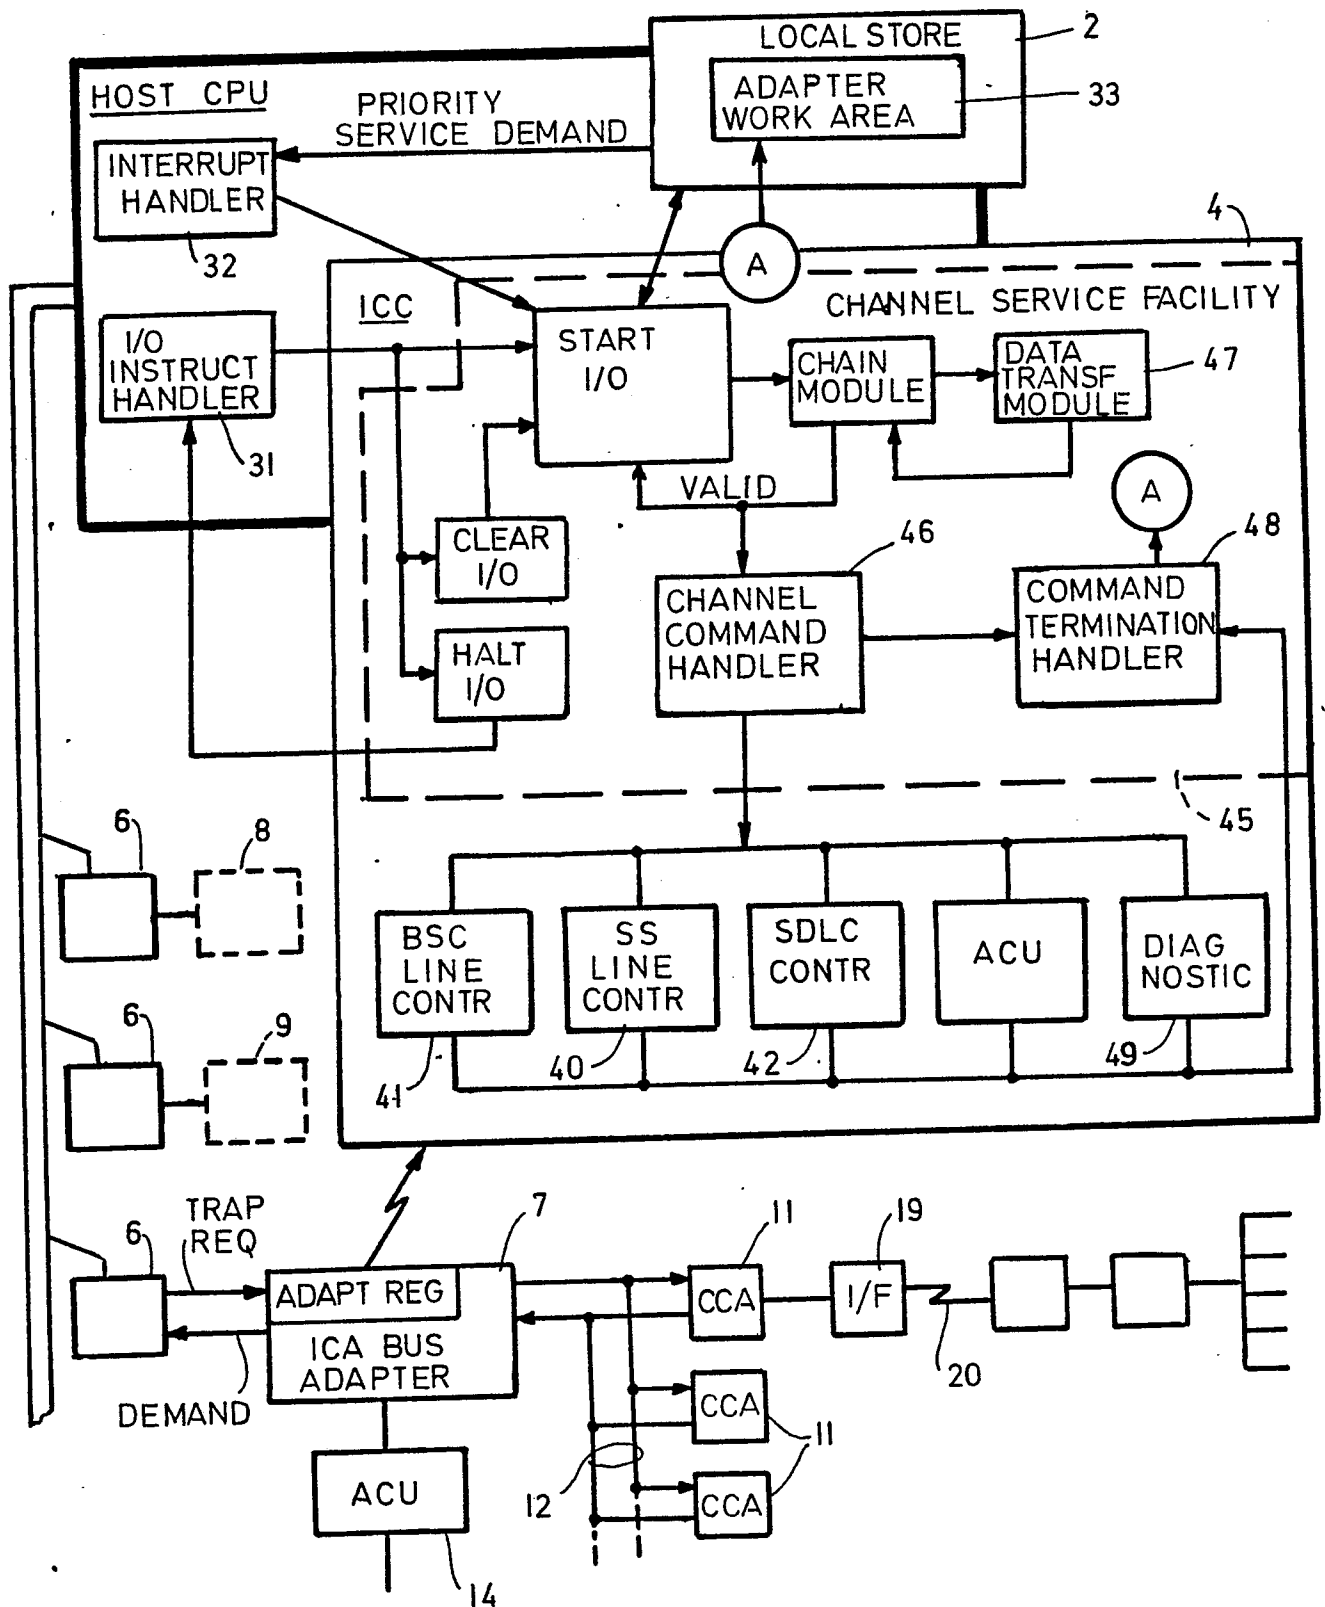 LOCAL STORE
2
ADAPTER
WORK AREA
33
HOST CPU
PRIORITY
SERVICE DEMAND
INTERRUPT
HANDLER
32
4
A
ICC
CHANNEL SERVICE FACILITY
I/O
INSTRUCT
HANDLER
31
START
I/O
CHAIN
MODULE
DATA
TRANSF
MODULE
47
VALID
A
CLEAR
I/O
46
48
CHANNEL
COMMAND
HANDLER
COMMAND
TERMINATION
HANDLER
HALT
I/O
45
6
8
BSC
LINE
CONTR
41
SS
LINE
CONTR
40
SDLC
CONTR
42
ACU
DIAG
NOSTIC
49
6
9
TRAP
REQ
6
7
ADAPT REG
ICA BUS
ADAPTER
DEMAND
11
CCA
19
I/F
20
CCA
11
CCA
12
ACU
14